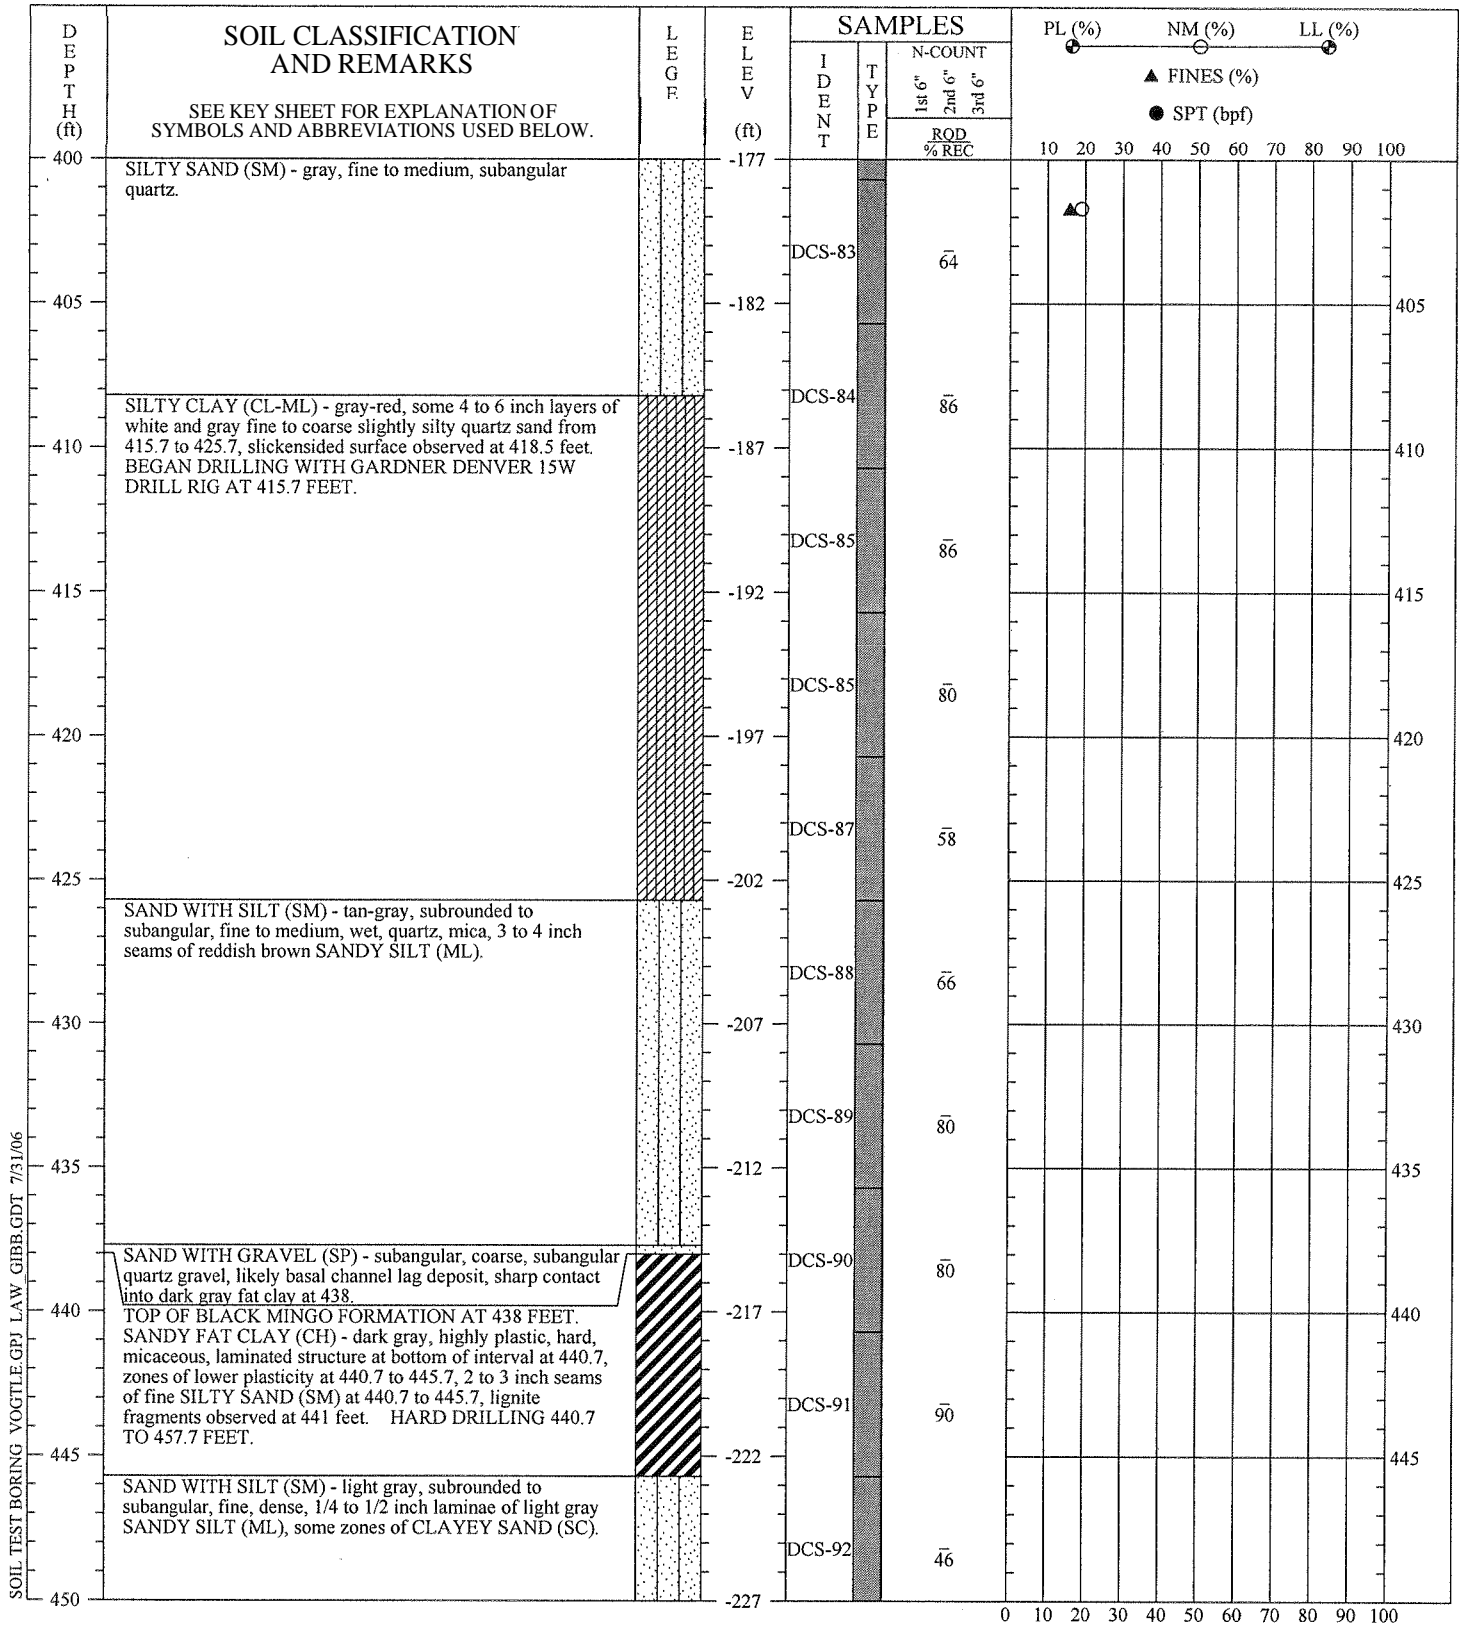 DEPTH (ft)
SOIL CLASSIFICATION
AND REMARKS
SEE KEY SHEET FOR EXPLANATION OF
SYMBOLS AND ABBREVIATIONS USED BELOW.
LEGE
ELEV (ft)
SAMPLES
IDENT
TYPE
N-COUNT
1st 6"
2nd 6"
3rd 6"
RQD
% REC
PL (%) NM (%) LL (%)
▲ FINES (%)
● SPT (bpf)
10 20 30 40 50 60 70 80 90 100
400
-177
SILTY SAND (SM) - gray, fine to medium, subangular
quartz.
DCS-83
64
405
-182
405
DCS-84
86
SILTY CLAY (CL-ML) - gray-red, some 4 to 6 inch layers of
white and gray fine to coarse slightly silty quartz sand from
415.7 to 425.7, slickensided surface observed at 418.5 feet.
BEGAN DRILLING WITH GARDNER DENVER 15W
DRILL RIG AT 415.7 FEET.
410
-187
410
DCS-85
86
415
-192
415
DCS-85
80
420
-197
420
DCS-87
58
425
-202
425
SAND WITH SILT (SM) - tan-gray, subrounded to
subangular, fine to medium, wet, quartz, mica, 3 to 4 inch
seams of reddish brown SANDY SILT (ML).
DCS-88
66
430
-207
430
DCS-89
80
435
-212
435
SAND WITH GRAVEL (SP) - subangular, coarse, subangular
quartz gravel, likely basal channel lag deposit, sharp contact
into dark gray fat clay at 438.
DCS-90
80
440
-217
440
TOP OF BLACK MINGO FORMATION AT 438 FEET.
SANDY FAT CLAY (CH) - dark gray, highly plastic, hard,
micaceous, laminated structure at bottom of interval at 440.7,
zones of lower plasticity at 440.7 to 445.7, 2 to 3 inch seams
of fine SILTY SAND (SM) at 440.7 to 445.7, lignite
fragments observed at 441 feet. HARD DRILLING 440.7
TO 457.7 FEET.
DCS-91
90
445
-222
445
SAND WITH SILT (SM) - light gray, subrounded to
subangular, fine, dense, 1/4 to 1/2 inch laminae of light gray
SANDY SILT (ML), some zones of CLAYEY SAND (SC).
DCS-92
46
450
-227
0 10 20 30 40 50 60 70 80 90 100
SOIL TEST BORING VOGTLE.GPJ LAW_GIBB.GDT 7/31/06